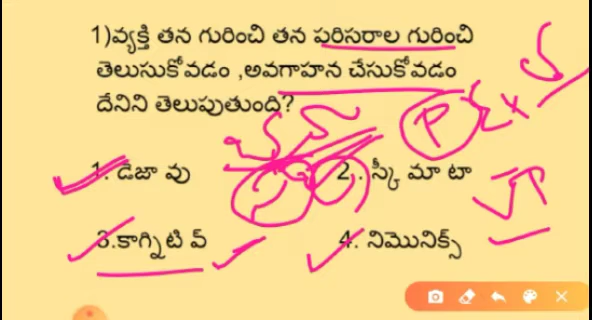 1)వ్యక్తి తన గురించి తన పరిసరాల గురించి
తెలుసుకోవడం ,అవగాహన చేసుకోవడం
దేనిని తెలుపుతుంది?
1. డెజా వు
2. . స్కీ మా టా
3.కాగ్నిటి వ్
4. నిమొనిక్స్